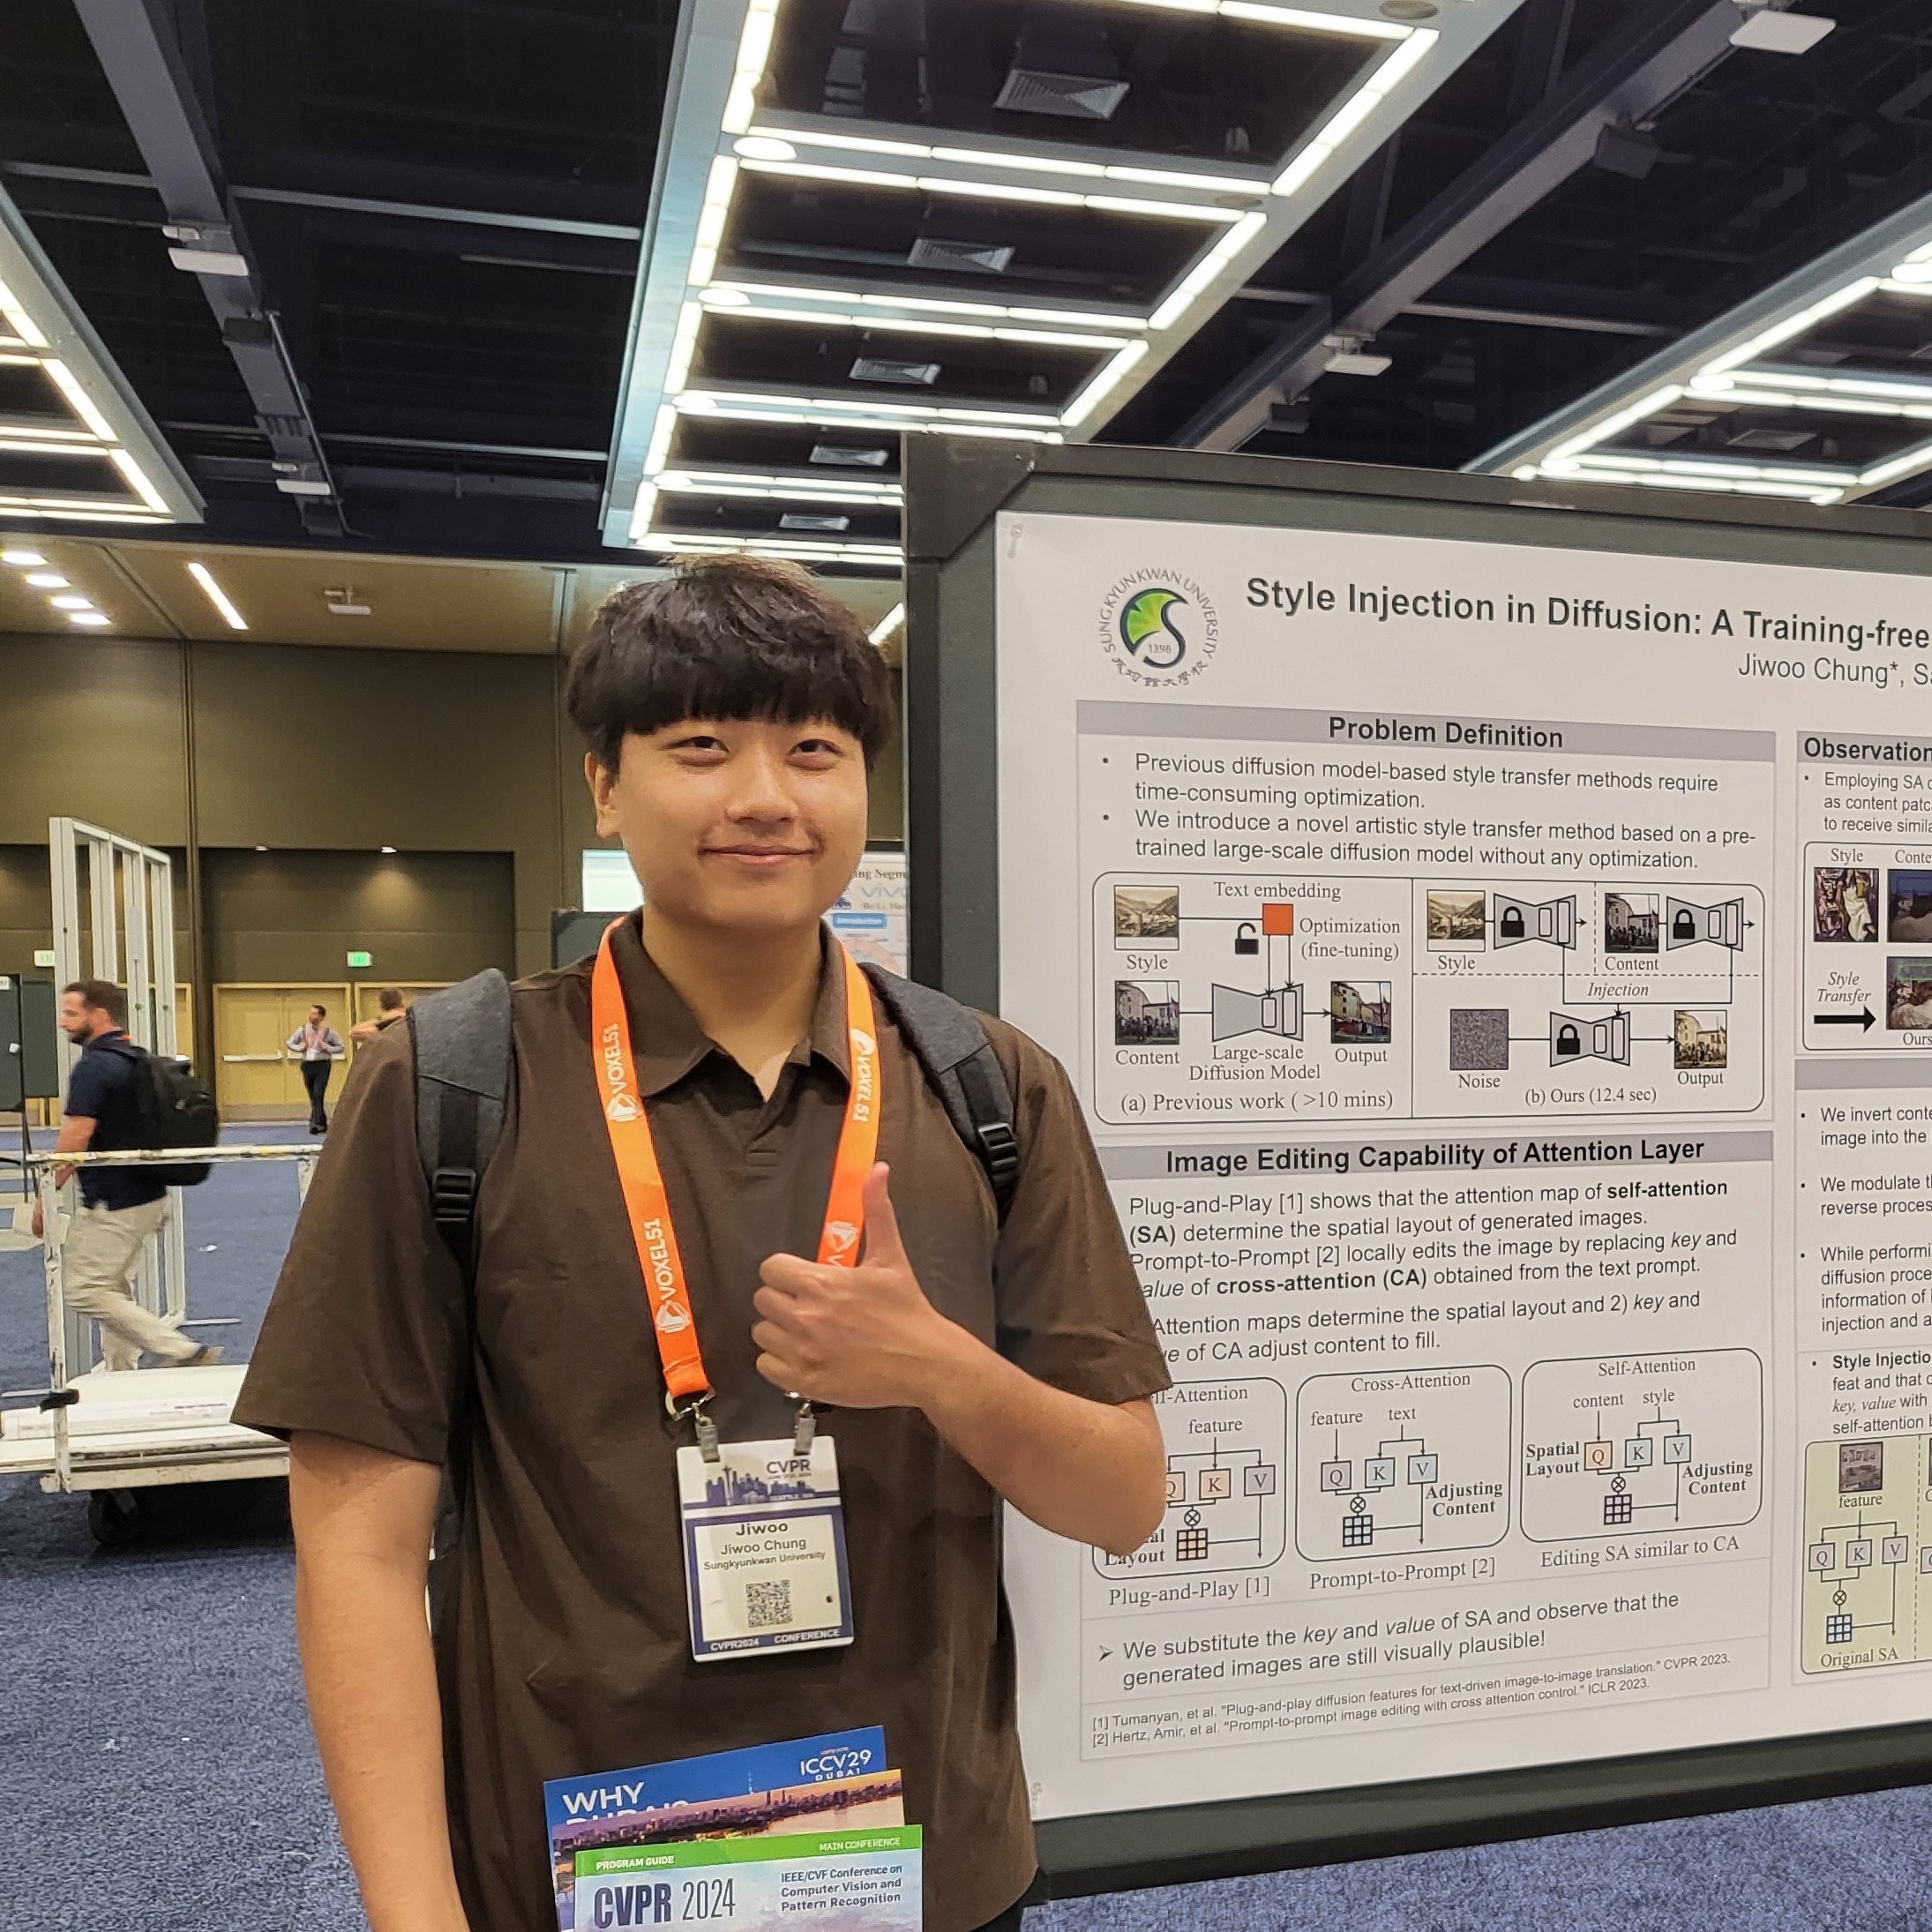 SUNGKYUNKWAN UNIVERSITY
1398
Style Injection in Diffusion: A Training-free
Jiwoo Chung*,
Problem Definition
• Previous diffusion model-based style transfer methods require
time-consuming optimization.
• We introduce a novel artistic style transfer method based on a pre-
trained large-scale diffusion model without any optimization.
Text embedding
Optimization
(fine-tuning)
Style
Content
Large-scale
Diffusion Model
Output
(a) Previous work ( >10 mins)
Style
Content
Injection
Noise
Output
(b) Ours (12.4 sec)
Image Editing Capability of Attention Layer
Plug-and-Play [1] shows that the attention map of self-attention
(SA) determine the spatial layout of generated images.
Prompt-to-Prompt [2] locally edits the image by replacing key and
value of cross-attention (CA) obtained from the text prompt.
Attention maps determine the spatial layout and 2) key and
of CA adjust content to fill.
-Attention
feature
Q K V
Layout
Plug-and-Play [1]
Cross-Attention
feature text
Q K V
Adjusting
Content
Prompt-to-Prompt [2]
Self-Attention
content style
Spatial
Layout
Q K V
Adjusting
Content
Editing SA similar to CA
➢ We substitute the key and value of SA and observe that the
generated images are still visually plausible!
[1] Tumanyan, et al. "Plug-and-play diffusion features for text-driven image-to-image translation." CVPR 2023.
[2] Hertz, Amir, et al. "Prompt-to-prompt image editing with cross attention control." ICLR 2023.
Observation
• Employing SA
as content
to receive
Style
Style
Transfer
Ours
• We invert
image into the
• We modulate
reverse
• While
diffusion
information of
injection and
• Style
feat and that
key, value with
self-attention
feature
Q K V
Original SA
VOXEL51
VOXEL51
VOXEL51
CVPR
SEATTLE, WA
Jiwoo
Jiwoo Chung
Sungkyunkwan University
CVPR2024 CONFERENCE
WHY
ICCV29
DUBAI
PROGRAM GUIDE
MAIN CONFERENCE
CVPR 2024
IEEE/CVF Conference on
Computer Vision and
Pattern Recognition